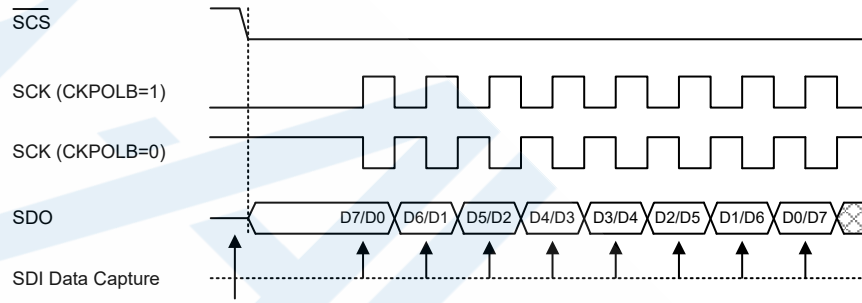 SCS
SCK (CKPOLB=1)
SCK (CKPOLB=0)
SDO D7/D0 D6/D1 D5/D2 D4/D3 D3/D4 D2/D5 D1/D6 D0/D7
SDI Data Capture